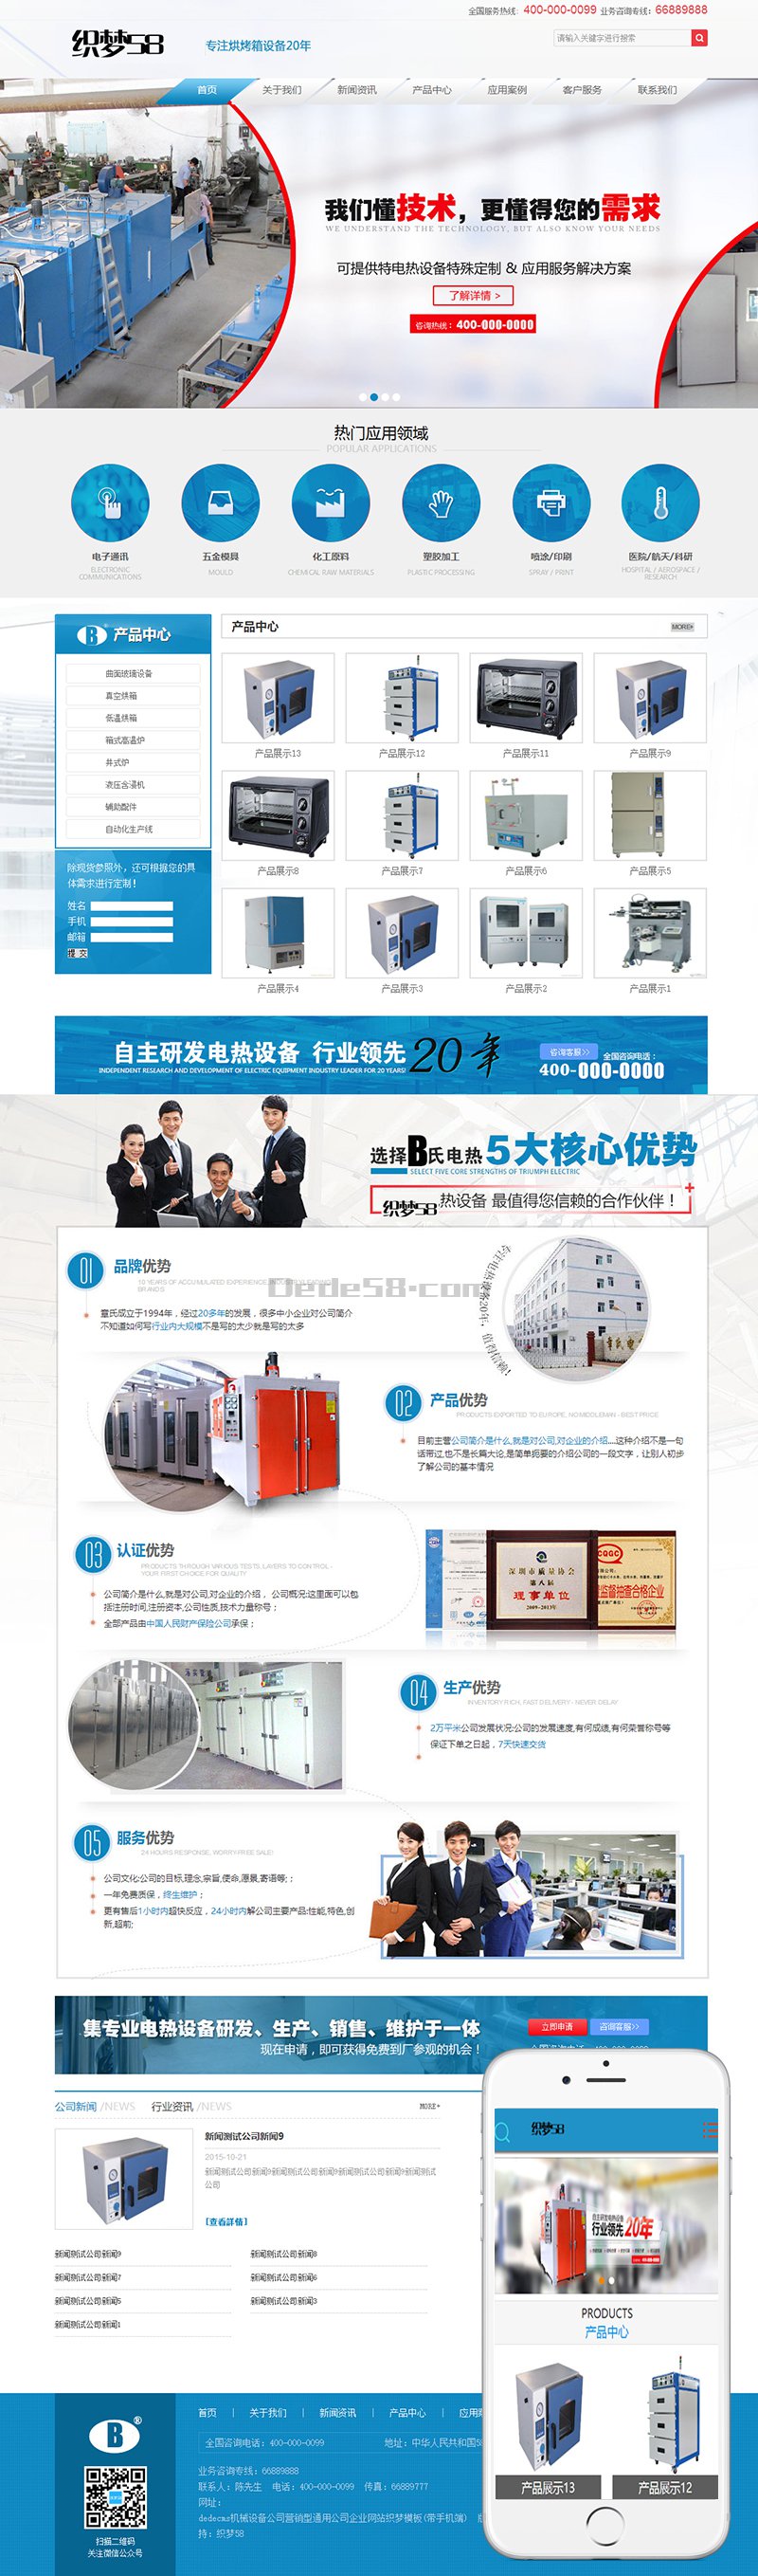 全国服务热线：400-000-0099 业务咨询专线：66889888
织梦58
专注烘烤箱设备20年
请输入关键字进行搜索
首页
关于我们
新闻资讯
产品中心
应用案例
客户服务
联系我们
我们懂技术，更懂得您的需求
WE UNDERSTAND THE TECHNOLOGY, BUT ALSO KNOW YOUR NEEDS
可提供特电热设备特殊定制 & 应用服务解决方案
了解详情 >
咨询热线：400-000-0000
热门应用领域
POPULAR APPLICATIONS
电子通讯
ELECTRONIC
COMMUNICATIONS
五金模具
MOULD
化工原料
CHEMICAL RAW MATERIALS
塑胶加工
PLASTIC PROCESSING
喷涂/印刷
SPRAY / PRINT
医院/航天/科研
HOSPITAL / AEROSPACE /
RESEARCH
B 产品中心
曲面玻璃设备
真空烘箱
低温烘箱
箱式高温炉
井式炉
液压含浸机
辅助配件
自动化生产线
除现货参照外，还可根据您的具
体需求进行定制！
姓名
手机
邮箱
提交
产品中心
MORE+
产品展示13
产品展示12
产品展示11
产品展示9
产品展示8
产品展示7
产品展示6
产品展示5
产品展示4
产品展示3
产品展示2
产品展示1
自主研发电热设备 行业领先20年
INDEPENDENT RESEARCH AND DEVELOPMENT OF ELECTRIC EQUIPMENT INDUSTRY LEADER FOR 20 YEARS!
咨询客服>>
全国咨询电话：
400-000-0000
选择B氏电热5大核心优势
SELECT FIVE CORE STRENGTHS OF TRIUMPH ELECTRIC
织梦58热设备 最值得您信赖的合作伙伴！
01 品牌优势
10 YEARS OF ACCUMULATED EXPERIENCE, INDUSTRY LEADING
BRANDS
Dede58.com
成立于1994年，经过20多年的发展，很多中小企业对公司简介
不知道如何写行业内大规模不是写的太少就是写的太多
02 产品优势
PRODUCTS EXPORTED TO EUROPE, NO MIDDLEMAN - BEST PRICE
目前主营公司简介是什么,就是对公司,对企业的介绍....这种介绍不是一句
话带过,也不是长篇大论,是简单扼要的介绍公司的一段文字，让别人初步
了解公司的基本情况
03 认证优势
PRODUCTS THROUGH VARIOUS TESTS, LAYERS TO CONTROL -
YOUR FIRST CHOICE FOR QUALITY
公司简介是什么,就是对公司,对企业的介绍， 公司概况:这里面可以包
括注册时间,注册资本,公司性质,技术力量称号；
全部产品由中国人民财产保险公司承保；
深圳市质量协会
第八届
理事单位
2009-2013年
CQGC
监督抽查合格企业
04 生产优势
INVENTORY RICH, FAST DELIVERY - NEVER DELAY
2万平米公司发展状况:公司的发展速度,有何成绩,有何荣誉称号等
保证下单之日起，7天快速交货
05 服务优势
24 HOURS RESPONSE, WORRY-FREE SALE!
公司文化:公司的目标,理念,宗旨,使命,愿景,寄语等;；
一年免费质保，终生维护；
更有售后1小时内超快反应，24小时内解公司主要产品:性能,特色,创
新,超前;
集专业电热设备研发、生产、销售、维护于一体
现在申请，即可获得免费到厂参观的机会！
立即申请
咨询客服>>
公司新闻 /NEWS
行业资讯 /NEWS
MORE+
新闻测试公司新闻9
2015-10-21
新闻测试公司新闻9新闻测试公司新闻9新闻测试公司新闻9新闻测试
公司
[查看详情]
新闻测试公司新闻9
新闻测试公司新闻8
新闻测试公司新闻7
新闻测试公司新闻6
新闻测试公司新闻5
新闻测试公司新闻3
新闻测试公司新闻1
织梦58
自主研发电热设备
行业领先20年
PRODUCTS
产品中心
产品展示13
产品展示12
B®
扫描二维码
关注微信公众号
首页 | 关于我们 | 新闻资讯 | 产品中心 |
全国咨询电话：400-000-0099
地址：中华人民共和国
业务咨询专线：66889888
联系人：陈先生 电话：400-000-0099 传真：66889777
网址：
dedecms机械设备公司营销型通用公司企业网站织梦模板(带手机端)
持：织梦58